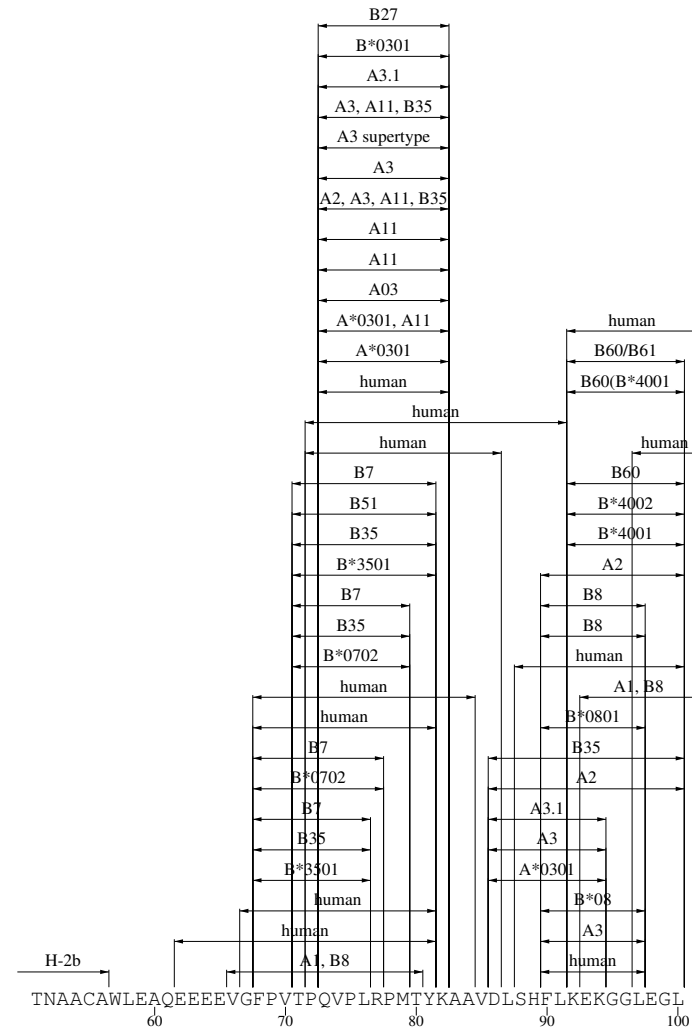 B27
B*0301
A3.1
A3, A11, B35
A3 supertype
A3
A2, A3, A11, B35
A11
A11
A03
A*0301, A11 human
A*0301 B60/B61
human B60(B*4001
human
human human
B7 B60
B51 B*4002
B35 B*4001
B*3501 A2
B7 B8
B35 B8
B*0702 human
human A1, B8
human B*0801
B7 B35
B*0702 A2
B7 A3.1
B35 A3
B*3501 A*0301
human B*08
human A3
H-2b A1, B8 human
TNAACAWLEAQEEEEVGFPVTPQVPLRPMTYKAAVDLSHFLKEKGGLEGL
60 70 80 90 100